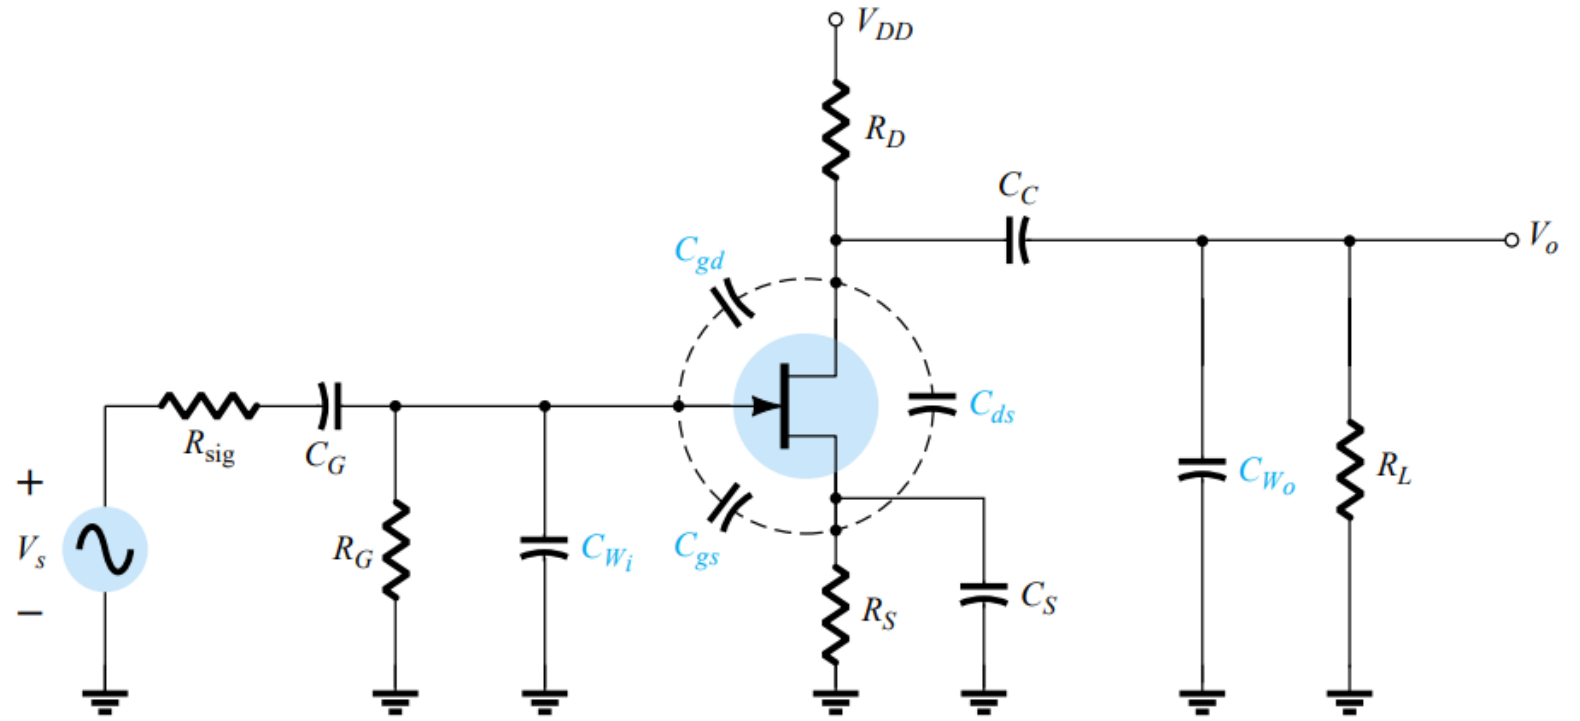 V_DD
R_D
C_C
V_o
C_gd
C_ds
R_sig
C_G
+
V_s
−
R_G
C_Wi
C_gs
R_S
C_S
C_Wo
R_L